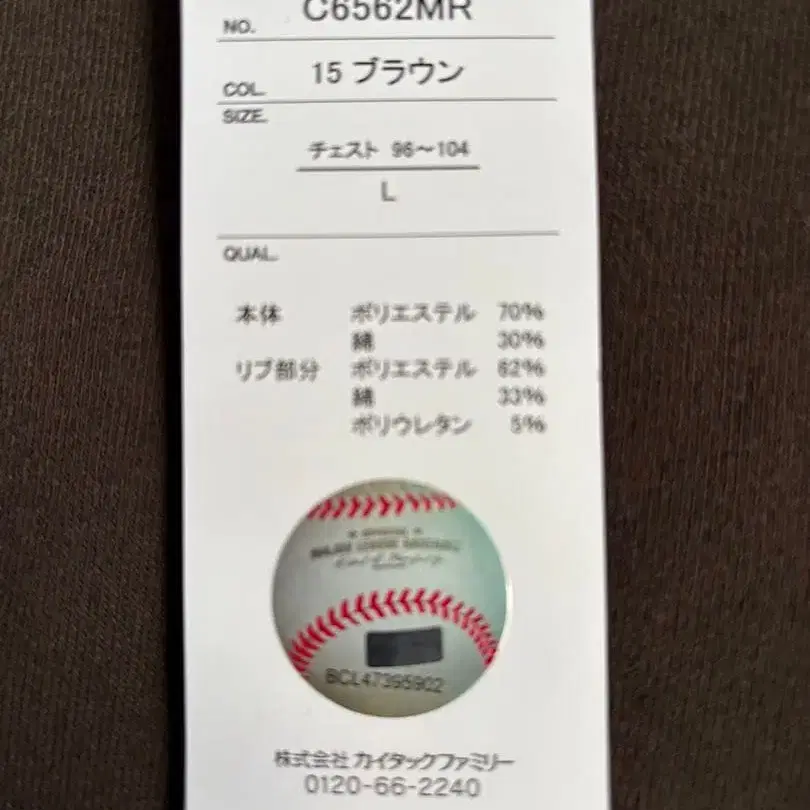 NO. C6562MR
COL. 15 ブラウン
SIZE.
チェスト 96～104
L
QUAL.
本体 ポリエステル 70%
綿 30%
リブ部分 ポリエステル 62%
綿 33%
ポリウレタン 5%
MAJOR LEAGUE BASEBALL
BCL47395902
株式会社 カイタックファミリー
0120-66-2240